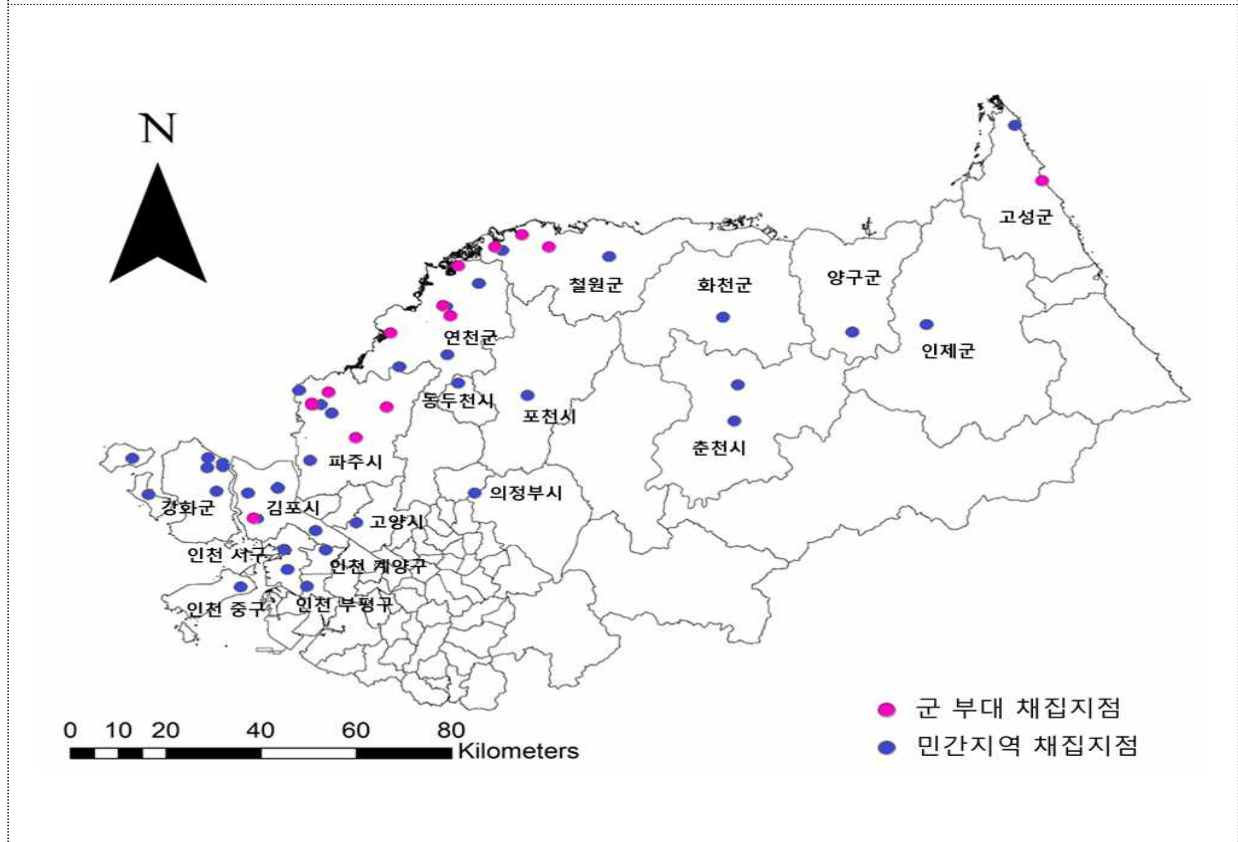 N
고성군
철원군
화천군
양구군
연천군
인제군
동두천시
포천시
춘천시
파주시
의정부시
강화군
김포시
고양시
인천 서구
인천 계양구
인천 중구
인천 부평구
군 부대 채집지점
민간지역 채집지점
0 10 20 40 60 80
Kilometers